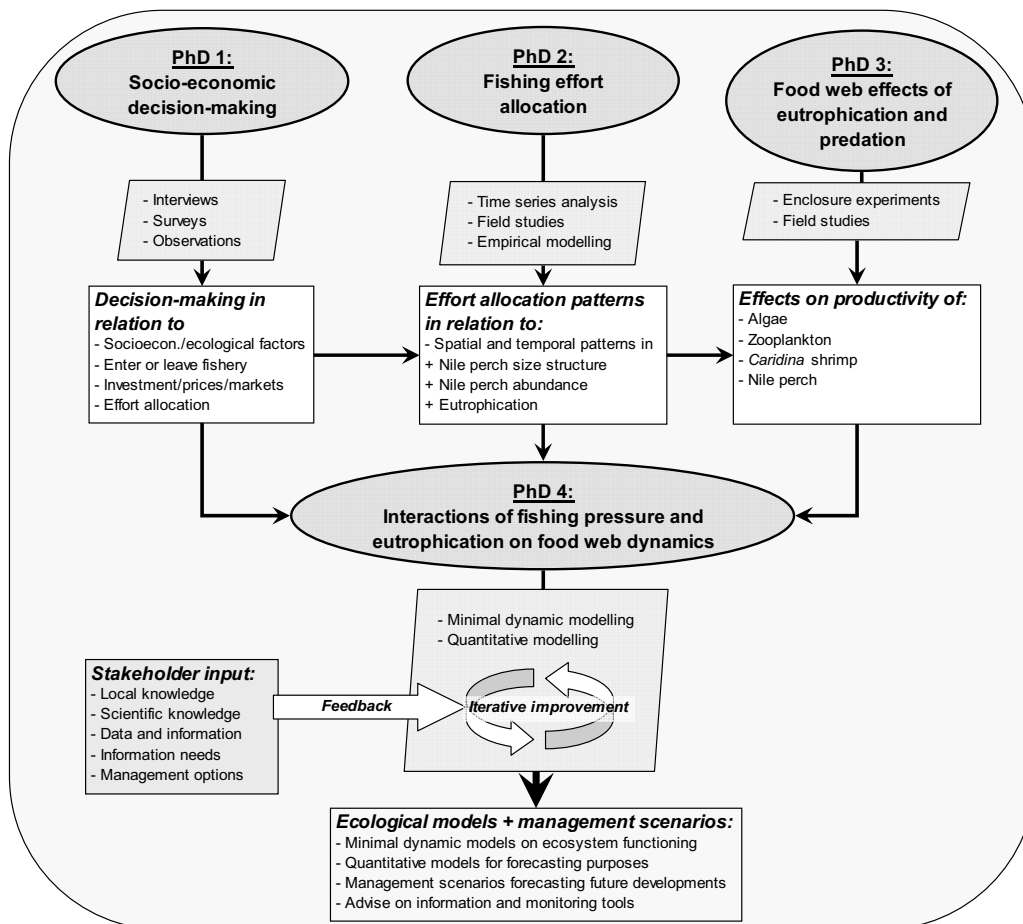 PhD 1:
Socio-economic
decision-making
PhD 2:
Fishing effort
allocation
PhD 3:
Food web effects of
eutrophication and
predation
- Interviews
- Surveys
- Observations
- Time series analysis
- Field studies
- Empirical modelling
- Enclosure experiments
- Field studies
Decision-making in
relation to
- Socioecon./ecological factors
- Enter or leave fishery
- Investment/prices/markets
- Effort allocation
Effort allocation patterns
in relation to:
- Spatial and temporal patterns in
+ Nile perch size structure
+ Nile perch abundance
+ Eutrophication
Effects on productivity of:
- Algae
- Zooplankton
- Caridina shrimp
- Nile perch
PhD 4:
Interactions of fishing pressure and
eutrophication on food web dynamics
- Minimal dynamic modelling
- Quantitative modelling
Stakeholder input:
- Local knowledge
- Scientific knowledge
- Data and information
- Information needs
- Management options
Feedback
Iterative improvement
Ecological models + management scenarios:
- Minimal dynamic models on ecosystem functioning
- Quantitative models for forecasting purposes
- Management scenarios forecasting future developments
- Advise on information and monitoring tools